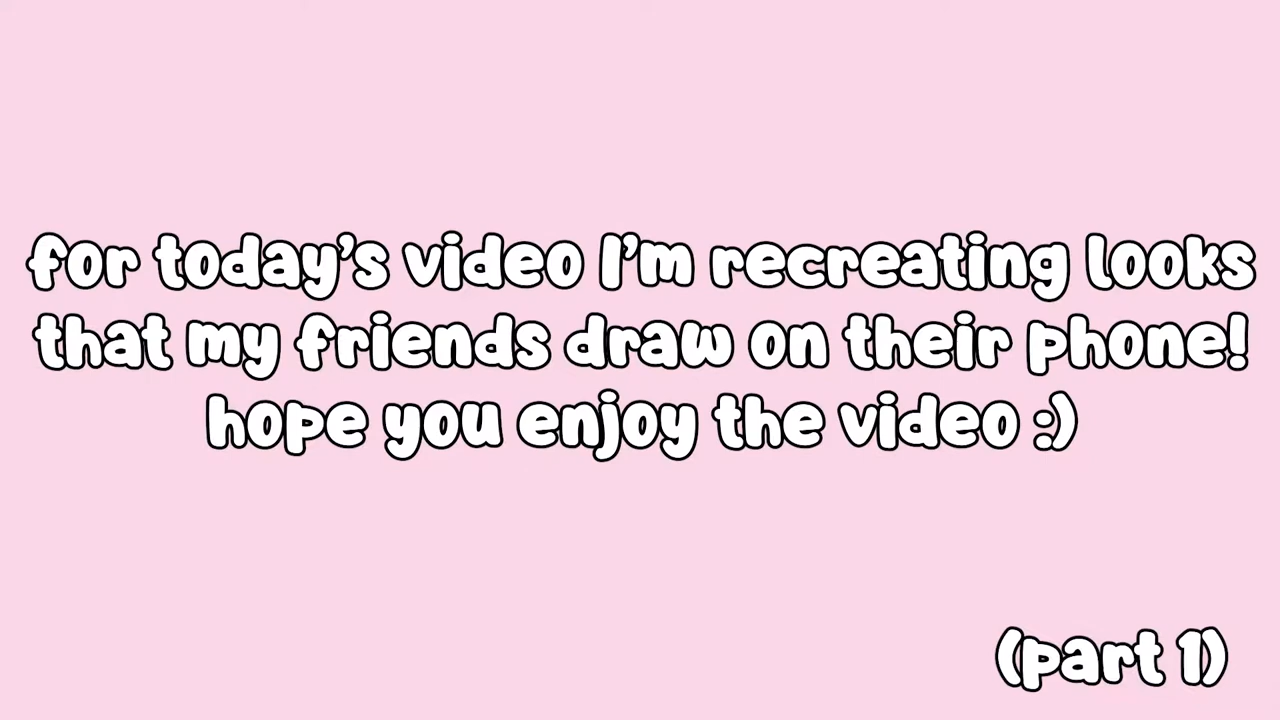 for today's video I'm recreating looks
that my friends draw on their phone!
hope you enjoy the video :)
(part 1)